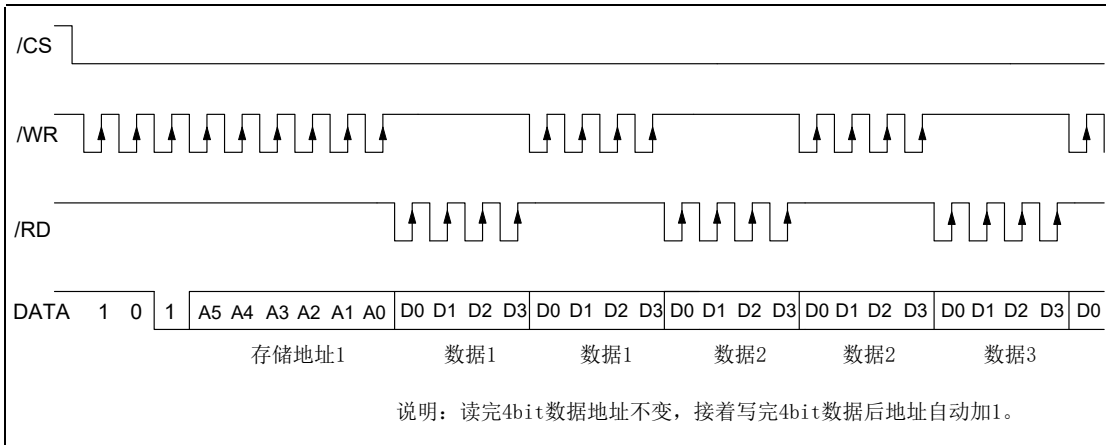 /CS
/WR
/RD
DATA 1 0 1 A5 A4 A3 A2 A1 A0 D0 D1 D2 D3 D0 D1 D2 D3 D0 D1 D2 D3 D0 D1 D2 D3 D0 D1 D2 D3 D0
存储地址1 数据1 数据1 数据2 数据2 数据3
说明：读完4bit数据地址不变，接着写完4bit数据后地址自动加1。